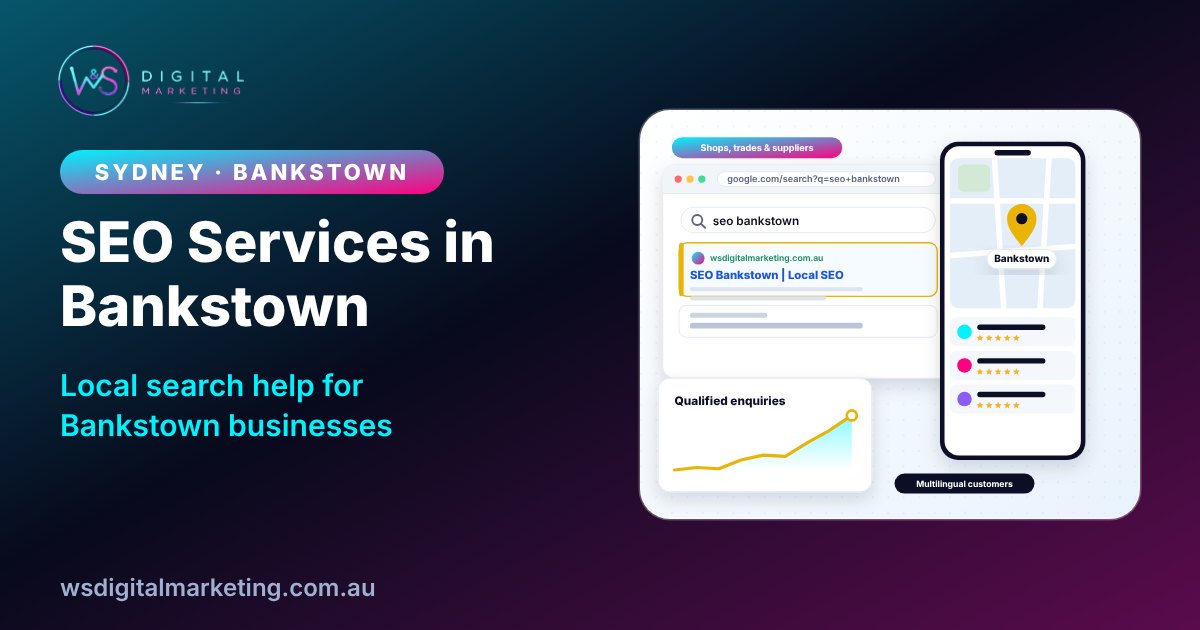 W&S DIGITAL
MARKETING
SYDNEY · BANKSTOWN
SEO Services in
Bankstown
Local search help for
Bankstown businesses
wsdigitalmarketing.com.au
Shops, trades & suppliers
google.com/search?q=seo+bankstown
seo bankstown
wsdigitalmarketing.com.au
SEO Bankstown | Local SEO
Bankstown
Qualified enquiries
Multilingual customers